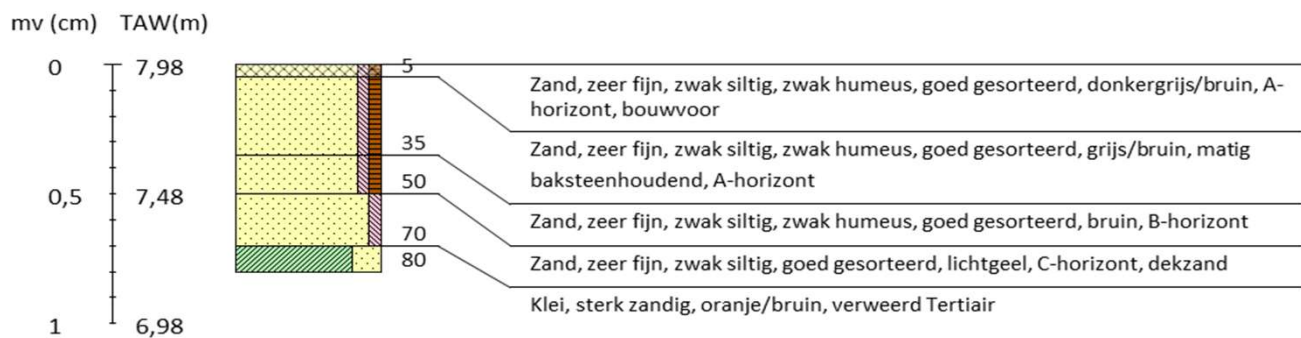 mv (cm) TAW(m)
0 7,98
5
Zand, zeer fijn, zwak siltig, zwak humeus, goed gesorteerd, donkergrijs/bruin, A-
horizont, bouwvoor
35
Zand, zeer fijn, zwak siltig, zwak humeus, goed gesorteerd, grijs/bruin, matig
baksteenhoudend, A-horizont
50
0,5 7,48
Zand, zeer fijn, zwak siltig, zwak humeus, goed gesorteerd, bruin, B-horizont
70
80
Zand, zeer fijn, zwak siltig, goed gesorteerd, lichtgeel, C-horizont, dekzand
Klei, sterk zandig, oranje/bruin, verweerd Tertiair
1 6,98